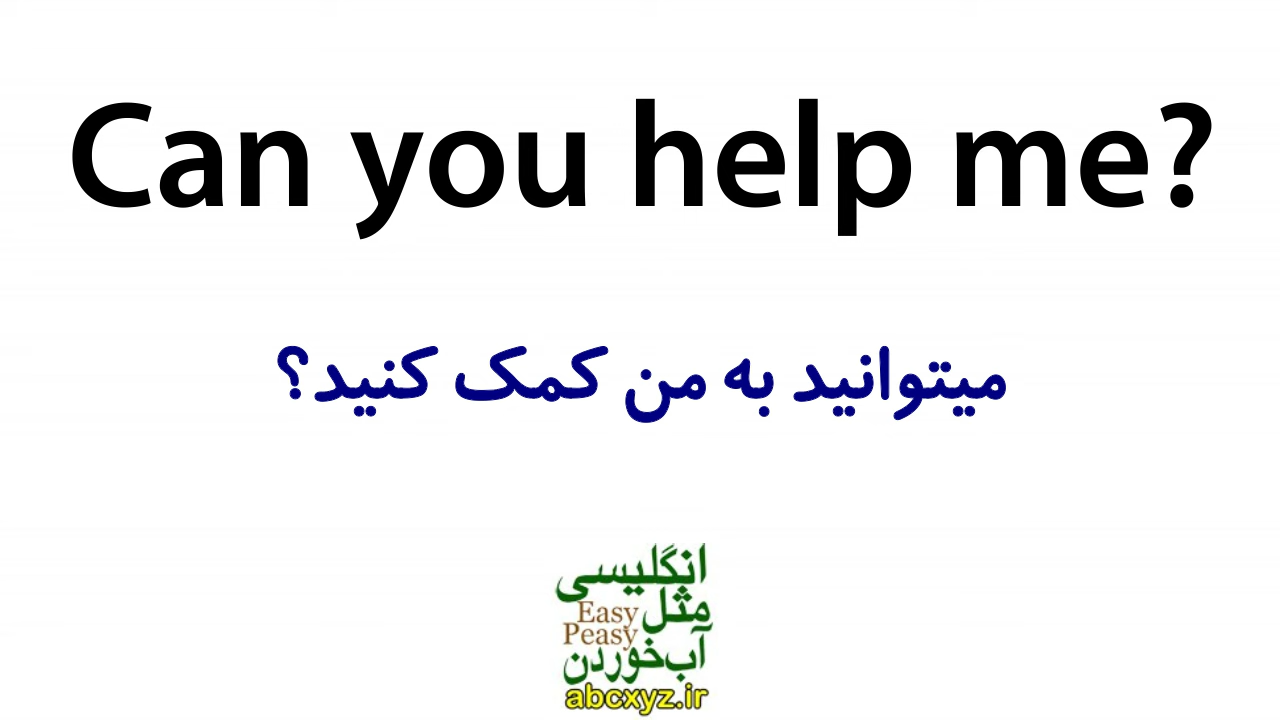 Can you help me?
میتوانید به من کمک کنید؟
انگلیسی
مثل Easy
Peasy
آب خوردن
abcxyz.ir